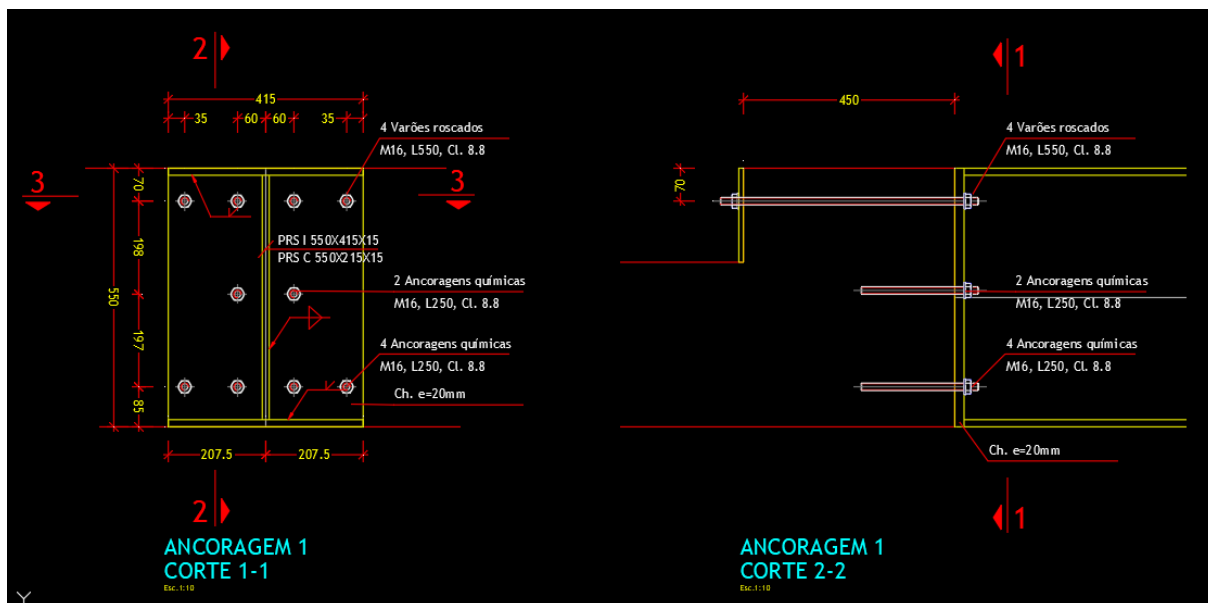 2
415
35
60
60
35
4 Varões roscados
M16, L550, Cl. 8.8
3
3
70
198
550
197
85
PRS I 550X415X15
PRS C 550X215X15
2 Ancoragens químicas
M16, L250, Cl. 8.8
4 Ancoragens químicas
M16, L250, Cl. 8.8
Ch. e=20mm
207.5
207.5
2
ANCORAGEM 1
CORTE 1-1
Esc.1:10
Y
1
450
4 Varões roscados
M16, L550, Cl. 8.8
70
2 Ancoragens químicas
M16, L250, Cl. 8.8
4 Ancoragens químicas
M16, L250, Cl. 8.8
Ch. e=20mm
1
ANCORAGEM 1
CORTE 2-2
Esc.1:10